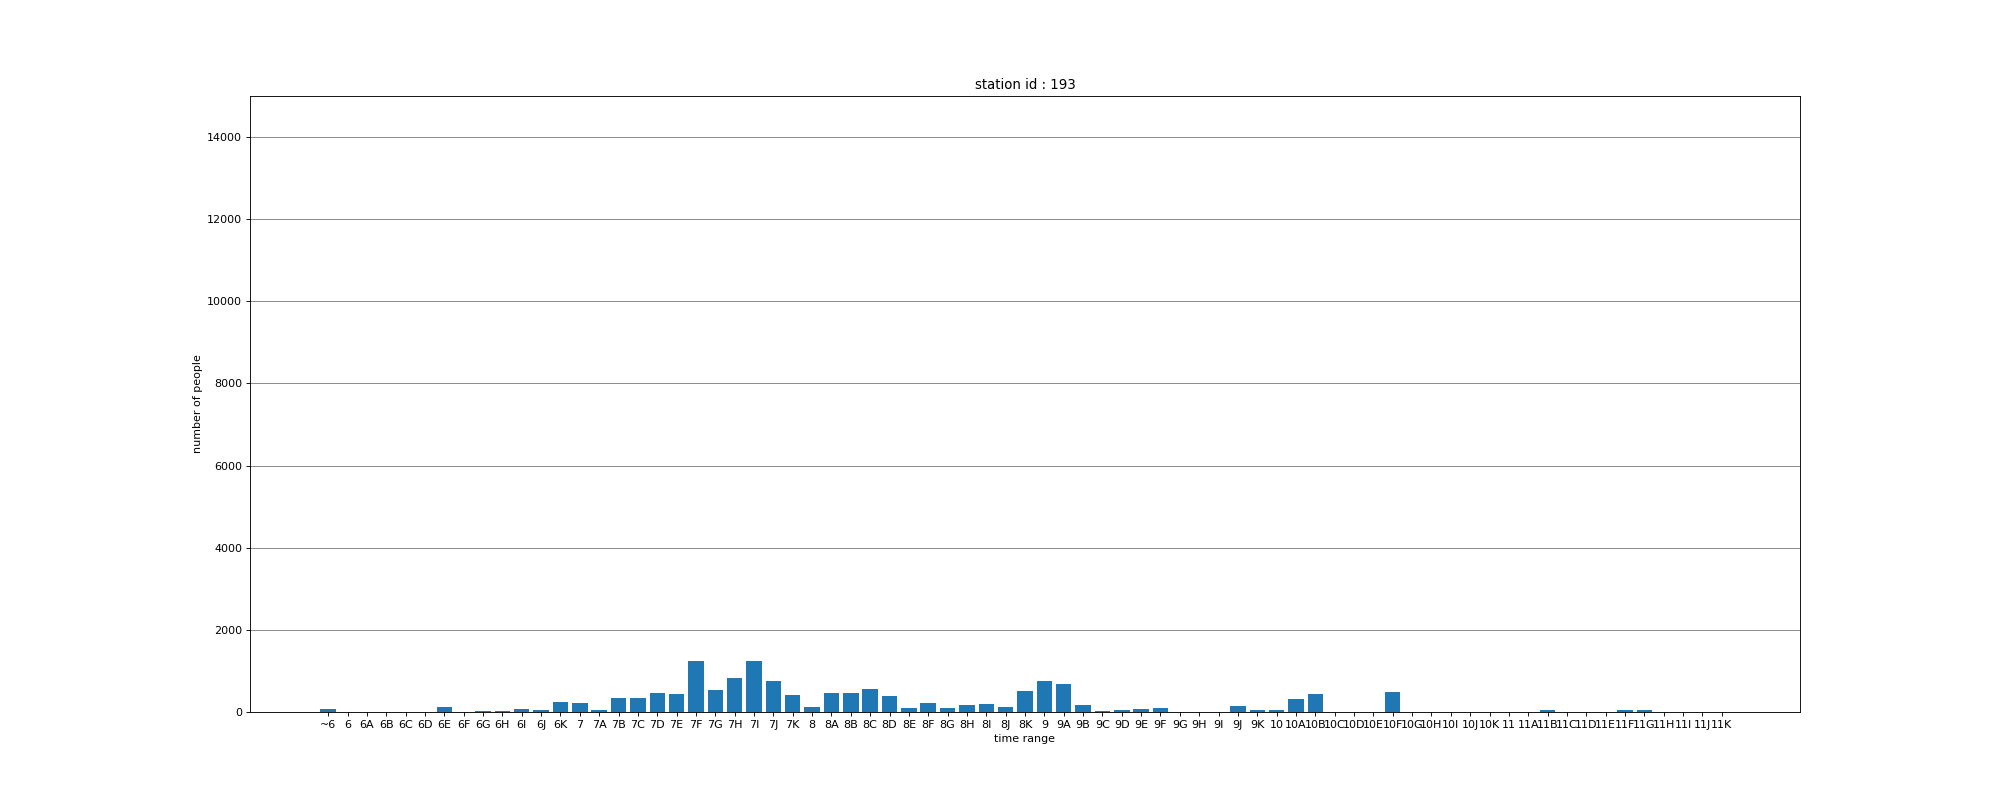 station id : 193
14000
12000
10000
8000
6000
4000
2000
0
number of people
~6 6 6A 6B 6C 6D 6E 6F 6G 6H 6I 6J 6K 7 7A 7B 7C 7D 7E 7F 7G 7H 7I 7J 7K 8 8A 8B 8C 8D 8E 8F 8G 8H 8I 8J 8K 9 9A 9B 9C 9D 9E 9F 9G 9H 9I 9J 9K 10 10A 10B 10C 10D 10E 10F 10G 10H 10I 10J 10K 11 11A 11B 11C 11D 11E 11F 11G 11H 11I 11J 11K
time range